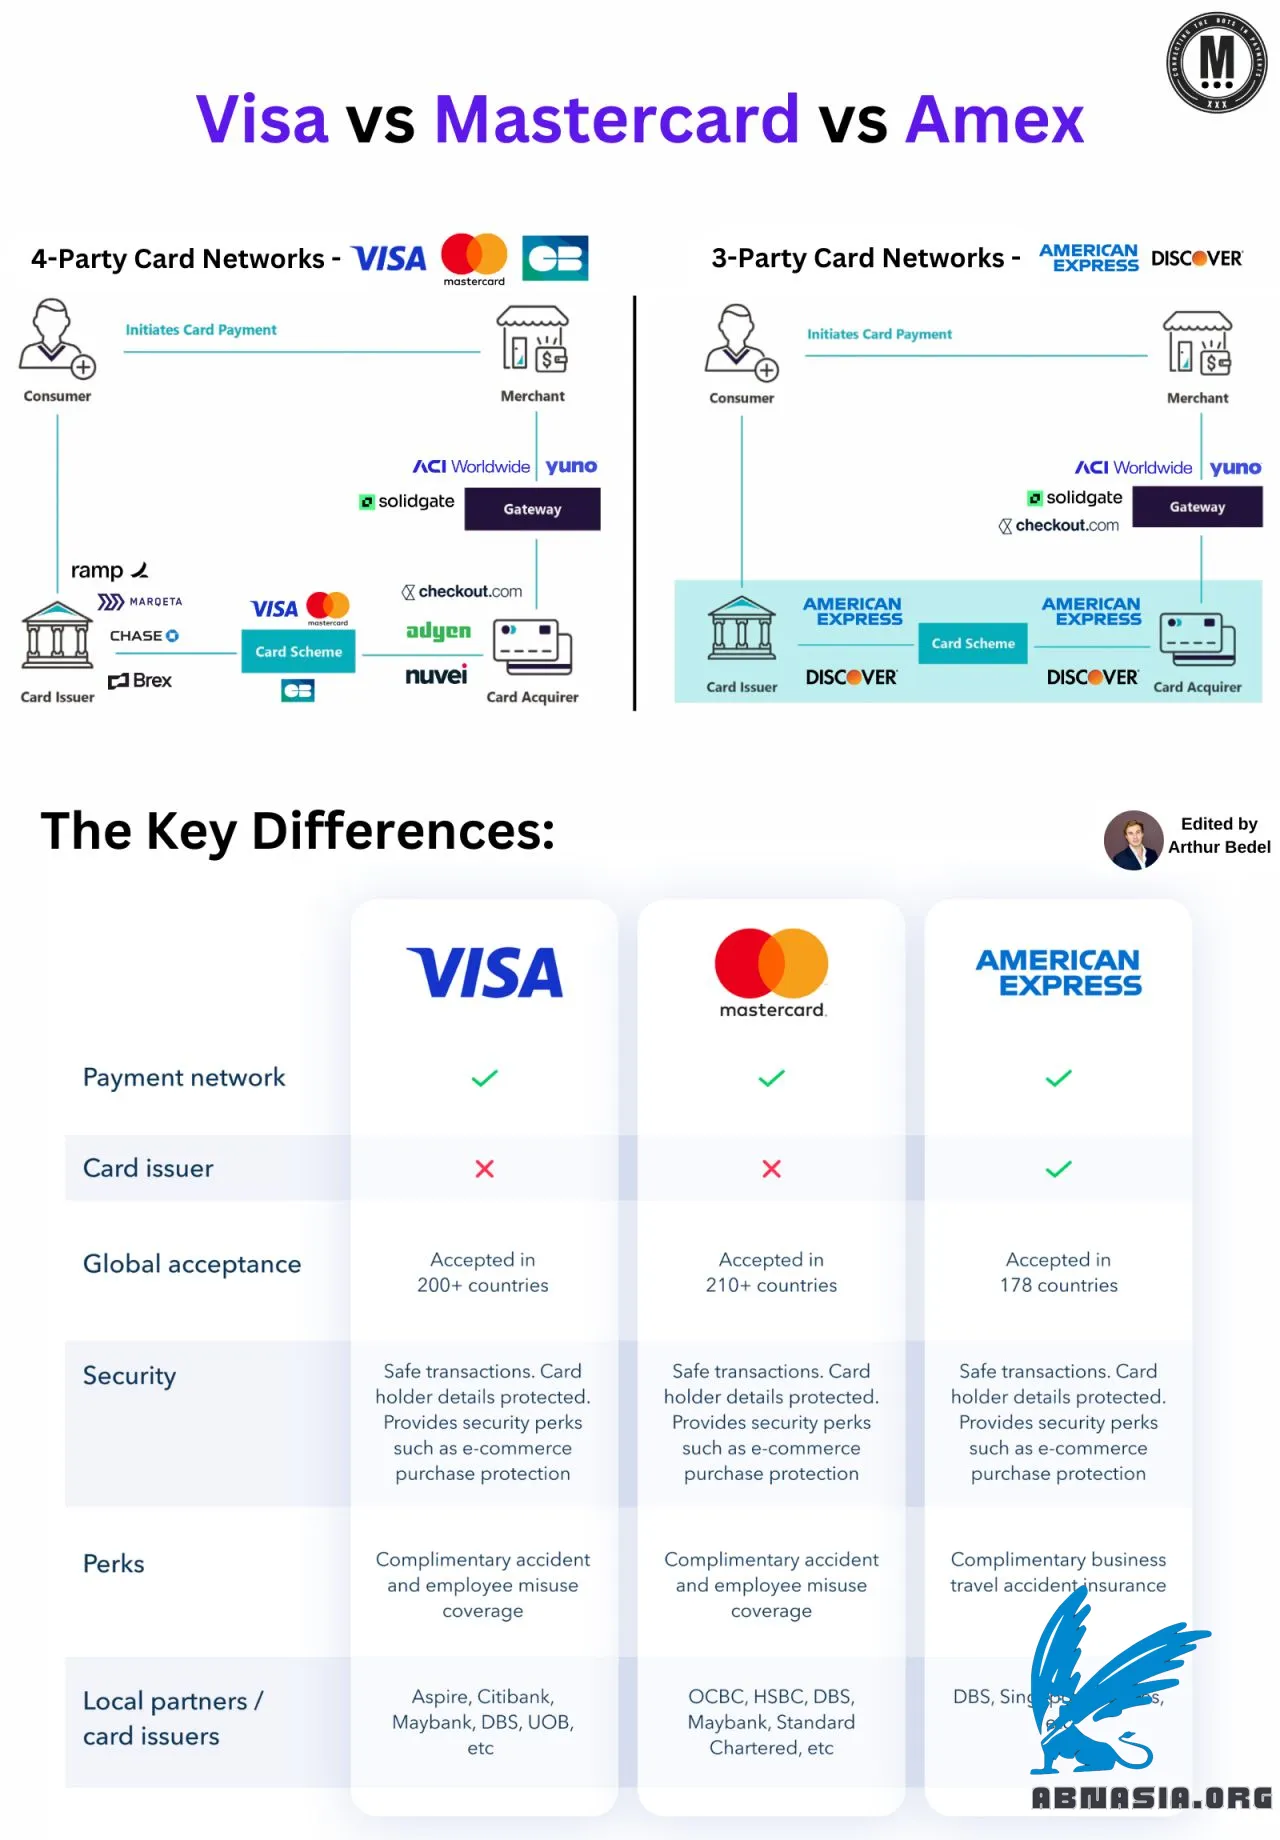 CONNECTING THE DOTS IN PAYMENTS
M
XXX
Visa vs Mastercard vs Amex
4-Party Card Networks - VISA mastercard CB
Initiates Card Payment
Consumer
Merchant
ACI Worldwide yuno
solidgate
Gateway
ramp
MARQETA
CHASE
Brex
VISA mastercard
Card Scheme
CB
checkout.com
adyen
nuvei
Card Issuer
Card Acquirer
3-Party Card Networks - AMERICAN EXPRESS DISCOVER
Initiates Card Payment
Consumer
Merchant
ACI Worldwide yuno
solidgate
checkout.com
Gateway
AMERICAN EXPRESS
DISCOVER
Card Scheme
AMERICAN EXPRESS
DISCOVER
Card Issuer
Card Acquirer
The Key Differences:
Edited by
Arthur Bedel
VISA
mastercard.
AMERICAN
EXPRESS
Payment network
Card issuer
Global acceptance
Accepted in
200+ countries
Accepted in
210+ countries
Accepted in
178 countries
Security
Safe transactions. Card
holder details protected.
Provides security perks
such as e-commerce
purchase protection
Safe transactions. Card
holder details protected.
Provides security perks
such as e-commerce
purchase protection
Safe transactions. Card
holder details protected.
Provides security perks
such as e-commerce
purchase protection
Perks
Complimentary accident
and employee misuse
coverage
Complimentary accident
and employee misuse
coverage
Complimentary business
travel accident insurance
Local partners /
card issuers
Aspire, Citibank,
Maybank, DBS, UOB,
etc
OCBC, HSBC, DBS,
Maybank, Standard
Chartered, etc
DBS,
ABNASIA.ORG